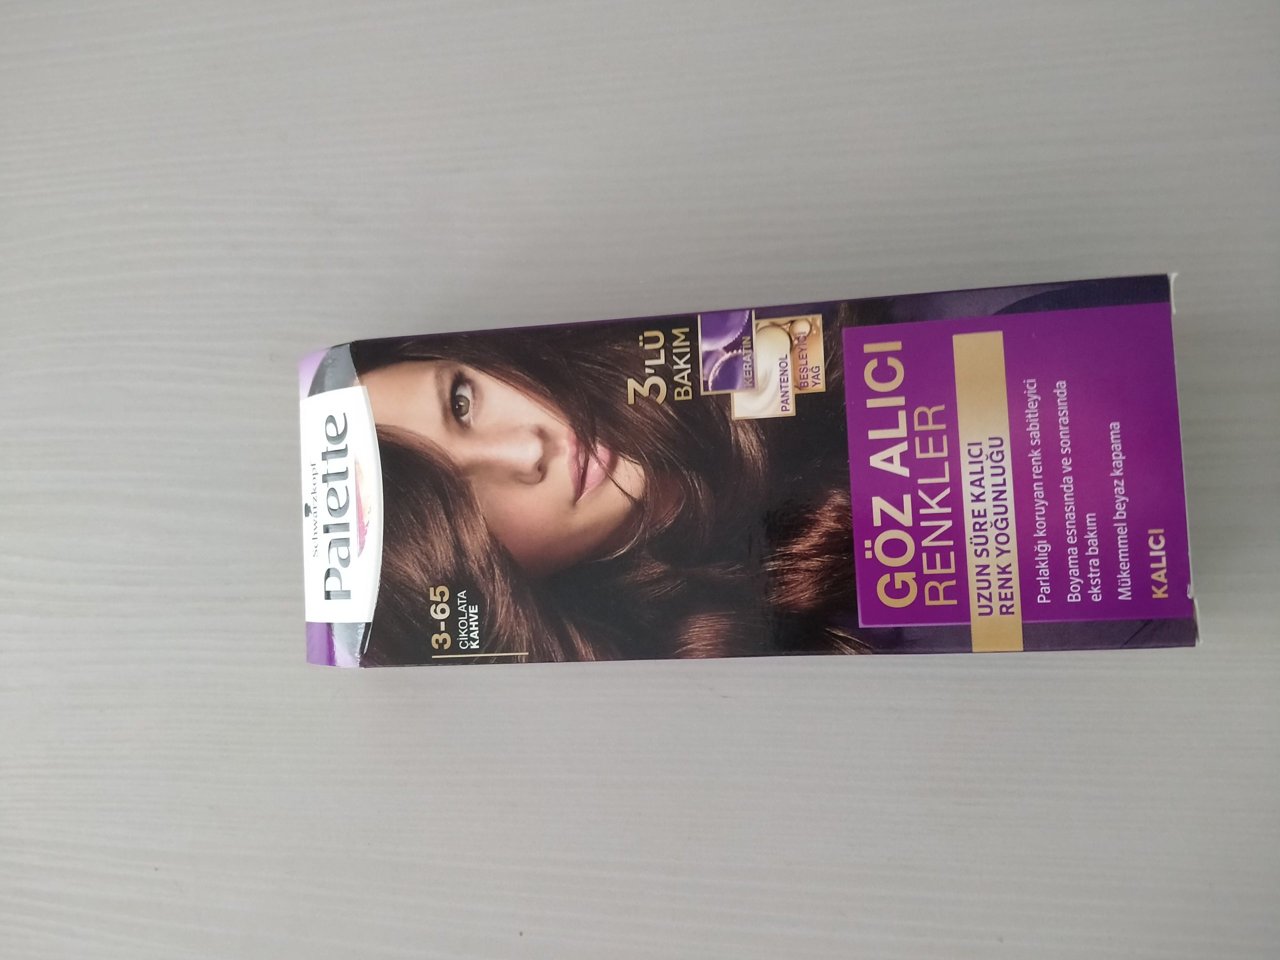 Schwarzkopf
Palette
3-65
ÇİKOLATA
KAHVE
3'LÜ
BAKIM
KERATİN
PANTENOL
BESLEYİCİ
YAĞ
GÖZ ALICI
RENKLER
UZUN SÜRE KALICI
RENK YOĞUNLUĞU
Parlaklığı koruyan renk sabitleyici
Boyama esnasında ve sonrasında
ekstra bakım
Mükemmel beyaz kapama
KALICI